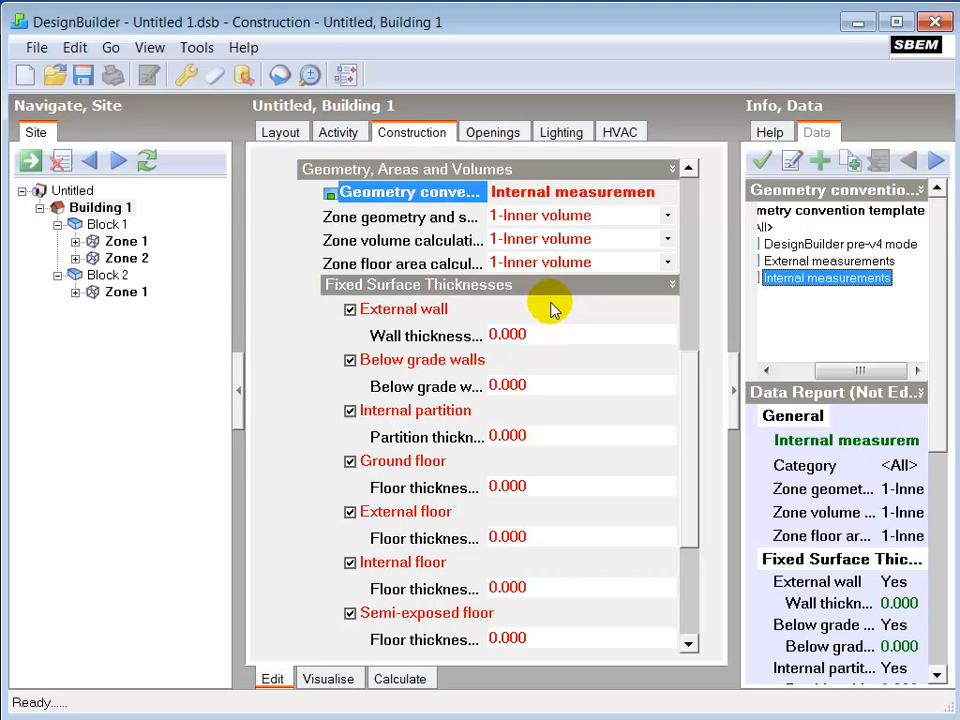 DesignBuilder - Untitled 1.dsb - Construction - Untitled, Building 1
File Edit Go View Tools Help
SBEM
Navigate, Site
Site
Untitled
Building 1
Block 1
Zone 1
Zone 2
Block 2
Zone 1
Untitled, Building 1
Layout Activity Construction Openings Lighting HVAC
Geometry, Areas and Volumes
Geometry conve... Internal measuremen
Zone geometry and s... 1-Inner volume
Zone volume calculati... 1-Inner volume
Zone floor area calcul... 1-Inner volume
Fixed Surface Thicknesses
External wall
Wall thickness... 0.000
Below grade walls
Below grade w... 0.000
Internal partition
Partition thickn... 0.000
Ground floor
Floor thicknes... 0.000
External floor
Floor thicknes... 0.000
Internal floor
Floor thicknes... 0.000
Semi-exposed floor
Floor thicknes... 0.000
Edit Visualise Calculate
Info, Data
Help Data
Geometry conventio...
metry convention template
All>
DesignBuilder pre-v4 mode
External measurements
Internal measurements
Data Report (Not Ed...
General
Internal measurem
Category <All>
Zone geomet... 1-Inne
Zone volume ... 1-Inne
Zone floor ar... 1-Inne
Fixed Surface Thic...
External wall Yes
Wall thickn... 0.000
Below grade ... Yes
Below grad... 0.000
Internal partit... Yes
Ready.....